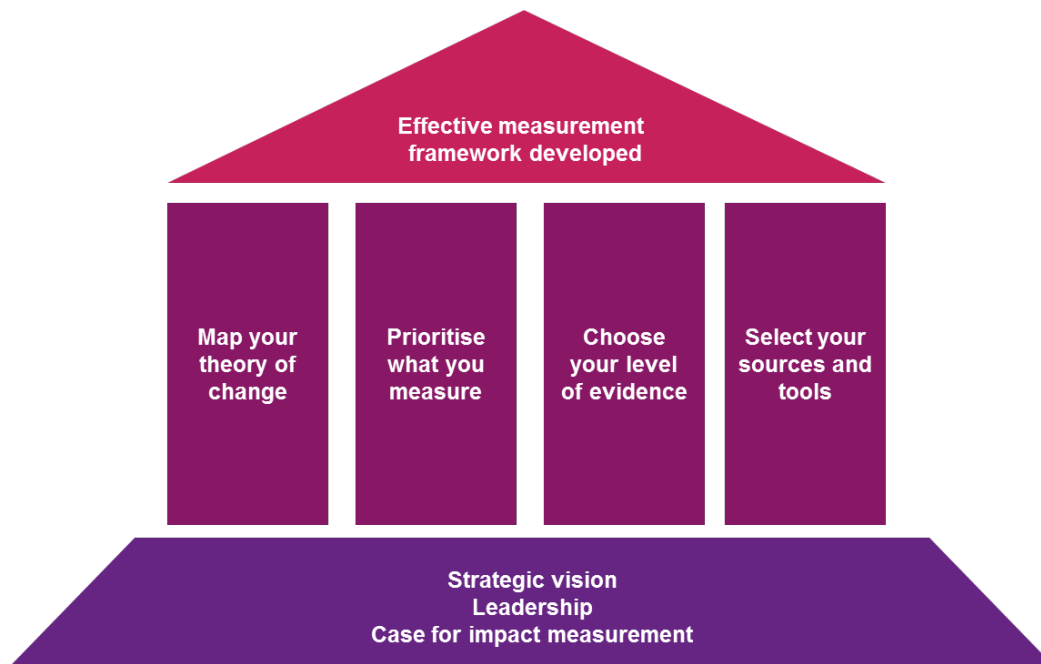 Effective measurement
framework developed
Map your
theory of
change
Prioritise
what you
measure
Choose
your level
of evidence
Select your
sources and
tools
Strategic vision
Leadership
Case for impact measurement